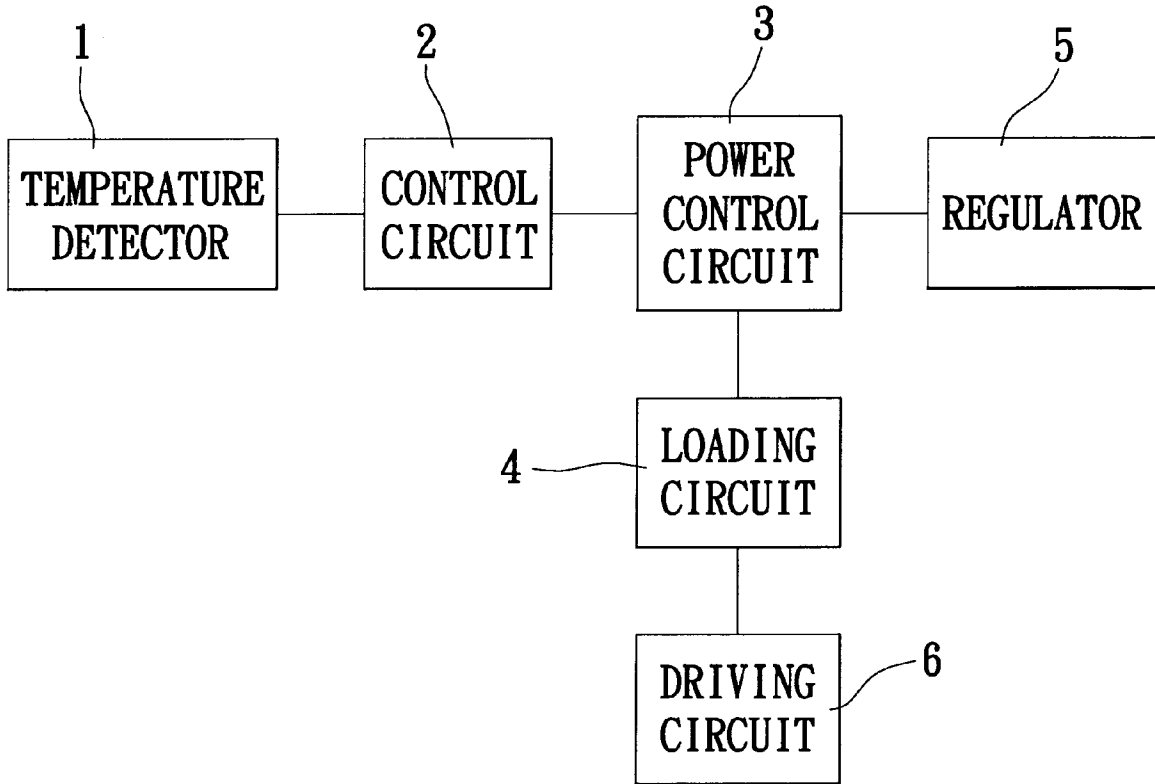 1
2
3
5
TEMPERATURE
DETECTOR
CONTROL
CIRCUIT
POWER
CONTROL
CIRCUIT
REGULATOR
4
LOADING
CIRCUIT
6
DRIVING
CIRCUIT